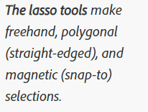 The lasso tools make
freehand, polygonal
(straight-edged), and
magnetic (snap-to)
selections.